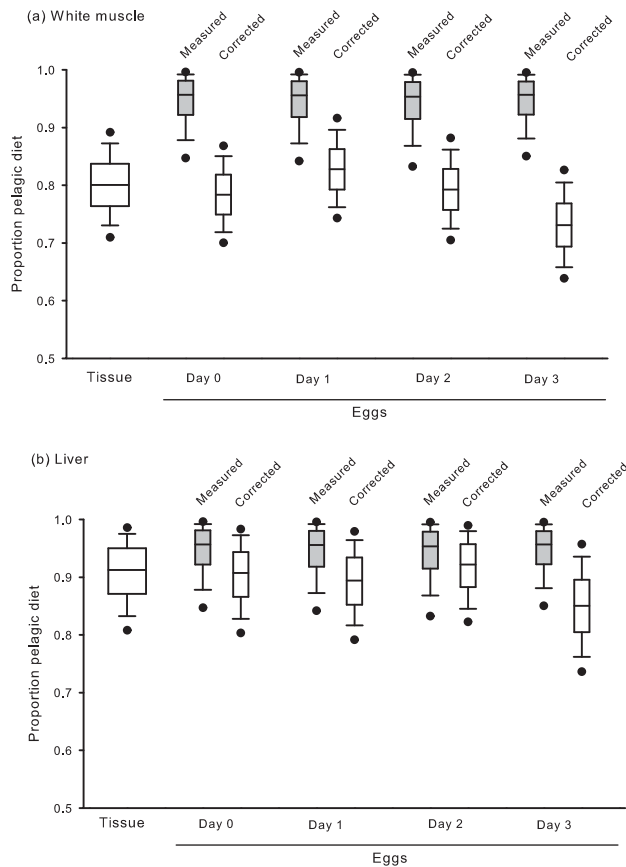 (a) White muscle
Measured Corrected Measured Corrected Measured Corrected Measured Corrected
1.0
0.9
0.8
0.7
0.6
0.5
Proportion pelagic diet
Tissue Day 0 Day 1 Day 2 Day 3
Eggs
(b) Liver
Measured Corrected Measured Corrected Measured Corrected Measured Corrected
1.0
0.9
0.8
0.7
0.6
0.5
Proportion pelagic diet
Tissue Day 0 Day 1 Day 2 Day 3
Eggs